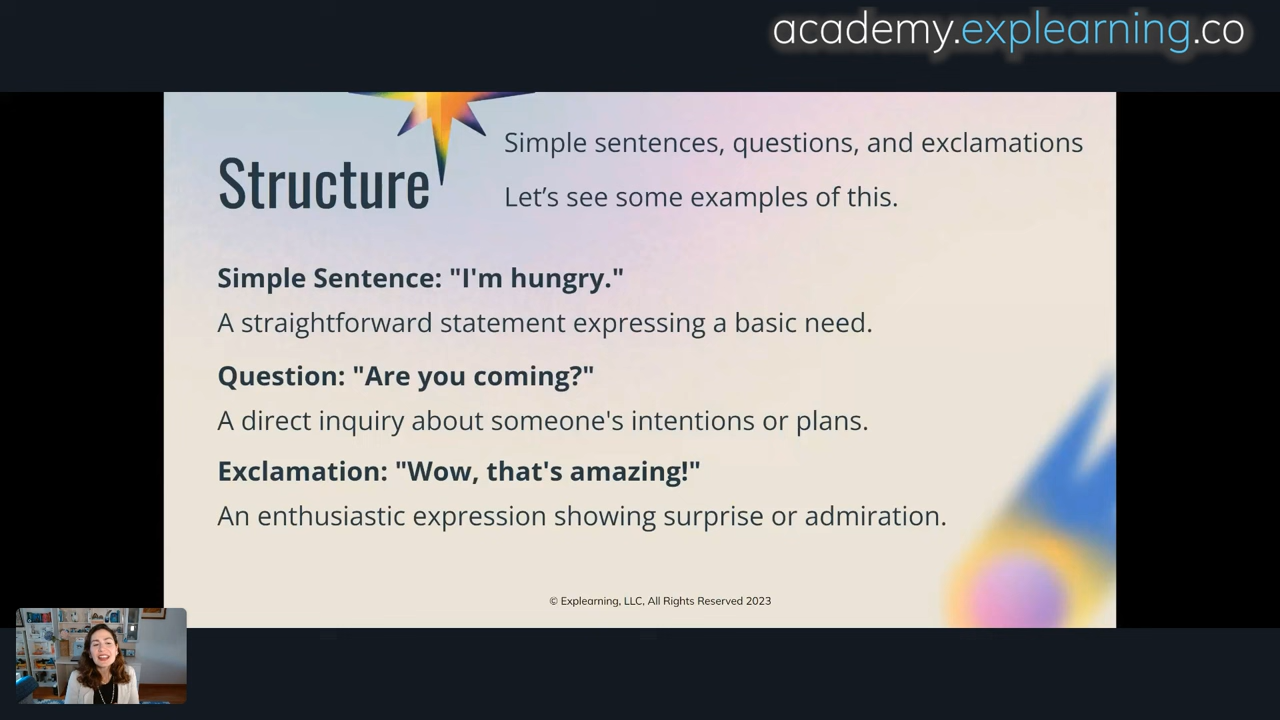 academy.explearning.co
Structure
Simple sentences, questions, and exclamations
Let’s see some examples of this.
Simple Sentence: "I'm hungry."
A straightforward statement expressing a basic need.
Question: "Are you coming?"
A direct inquiry about someone's intentions or plans.
Exclamation: "Wow, that's amazing!"
An enthusiastic expression showing surprise or admiration.
© Explearning, LLC, All Rights Reserved 2023